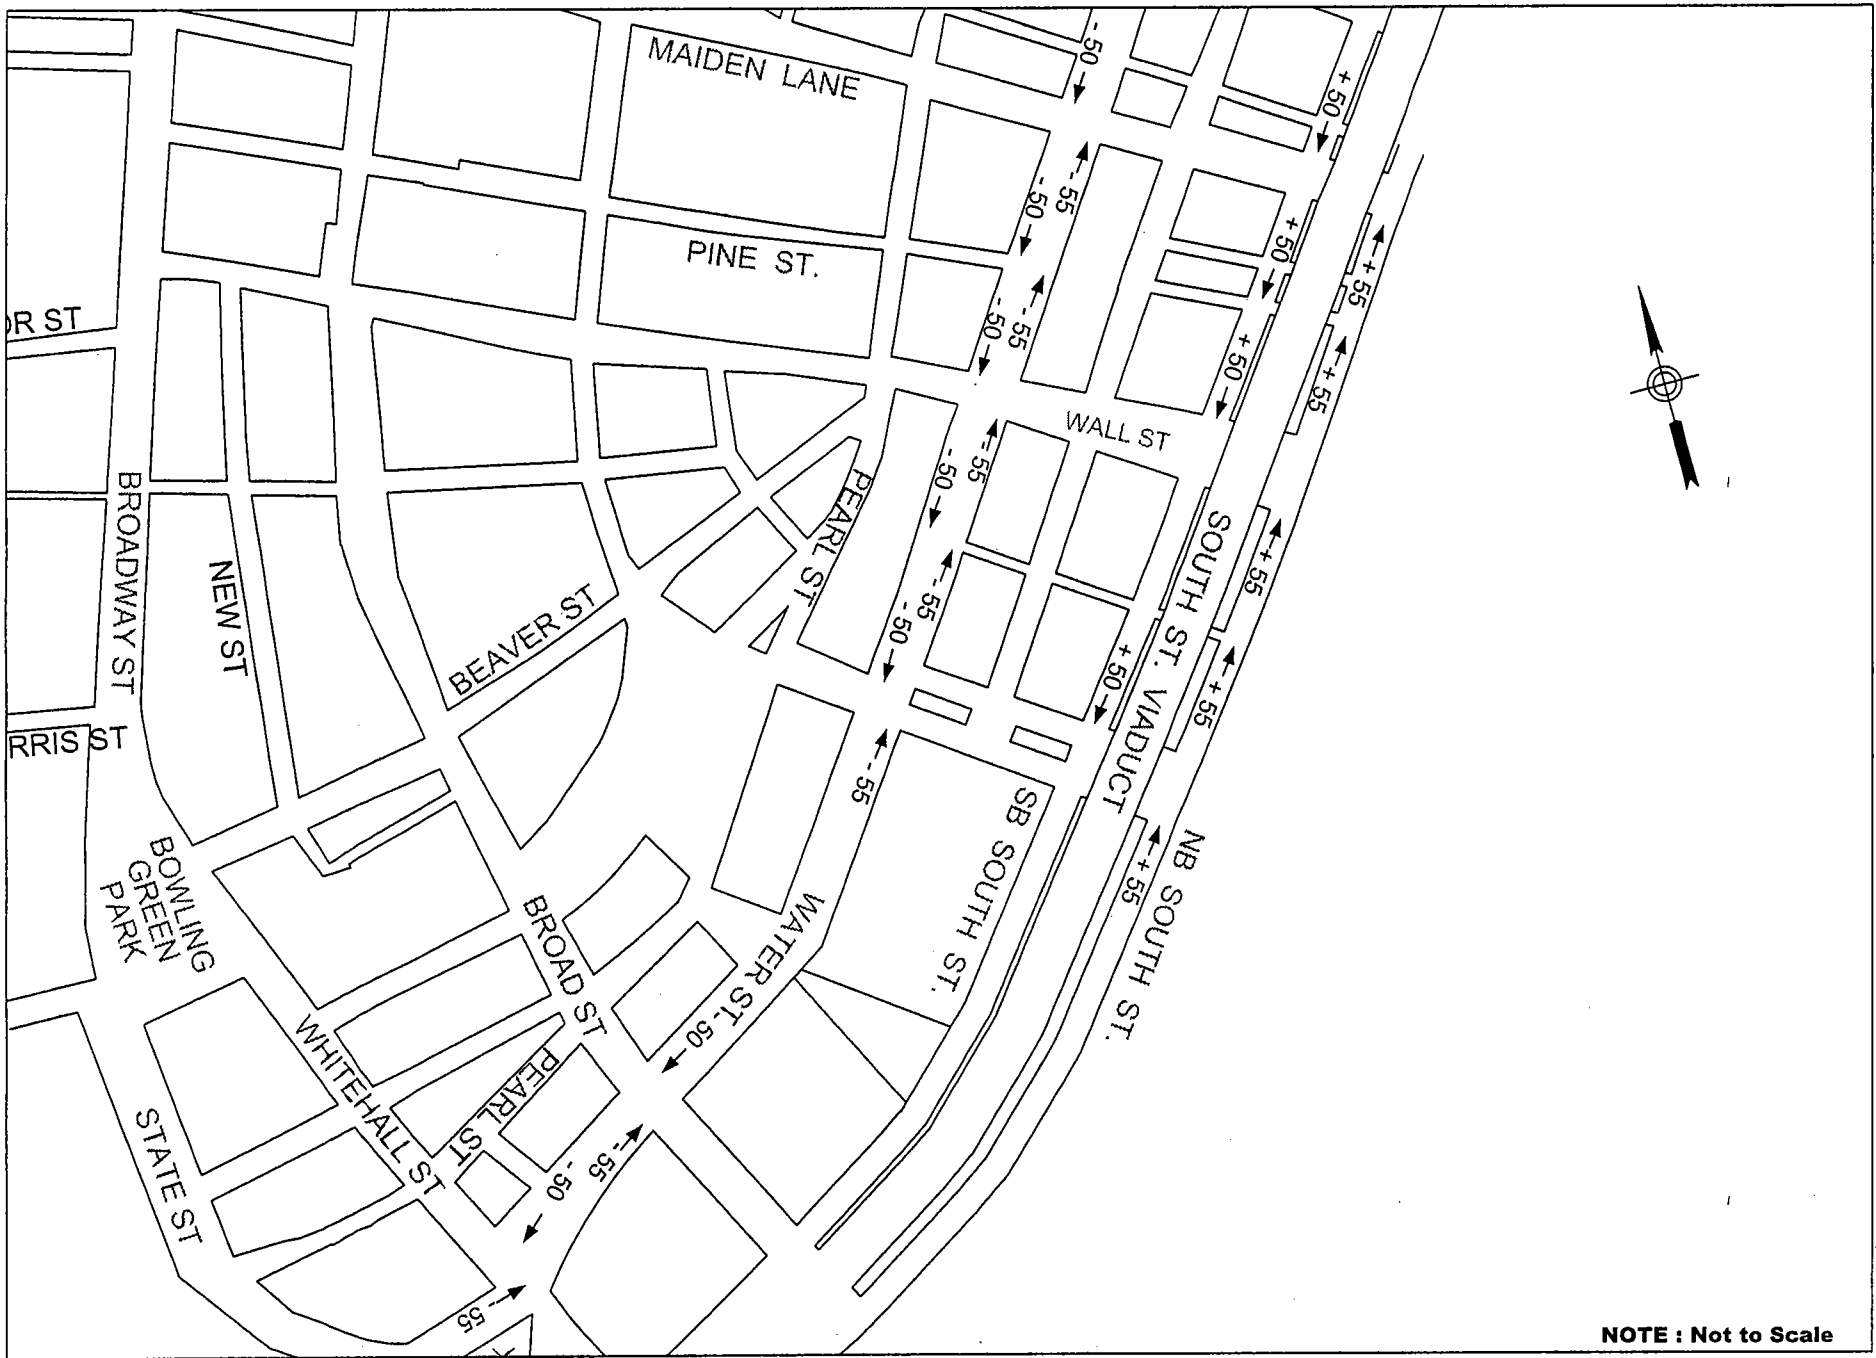 MAIDEN LANE
- 50
+ 50
- 50
- 55
+ 50
+ 55
PINE ST.
OR ST
- 50
- 55
+ 50
+ 55
WALL ST
- 50
- 55
PEARL ST
BROADWAY ST
NEW ST
SOUTH ST. VIADUCT
+ 55
BEAVER ST
- 50
- 55
+ 50
+ 55
RRIS ST
- 55
SB SOUTH ST.
NB SOUTH ST.
+ 55
BOWLING
GREEN
PARK
BROAD ST
WATER ST.
- 50
WHITEHALL ST
PEARL ST
STATE ST
- 50
- 55
- 55
NOTE : Not to Scale